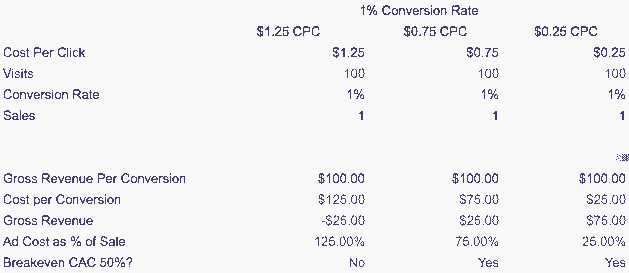 1% Conversion Rate
$1.25 CPC $0.75 CPC $0.25 CPC
Cost Per Click $1.25 $0.75 $0.25
Visits 100 100 100
Conversion Rate 1% 1% 1%
Sales 1 1 1
Gross Revenue Per Conversion $100.00 $100.00 $100.00
Cost per Conversion $125.00 $75.00 $25.00
Gross Revenue -$25.00 $25.00 $75.00
Ad Cost as % of Sale 125.00% 75.00% 25.00%
Breakeven CAC 50%? No Yes Yes